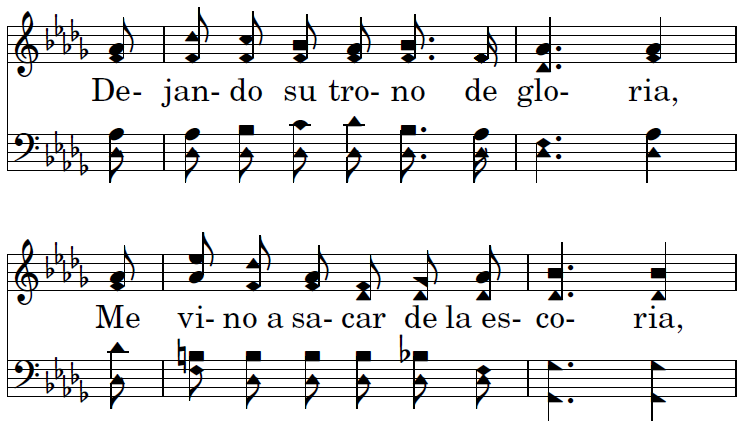 De- jan- do su tro- no de glo- ria,
Me vi- no a sa- car de la es- co- ria,